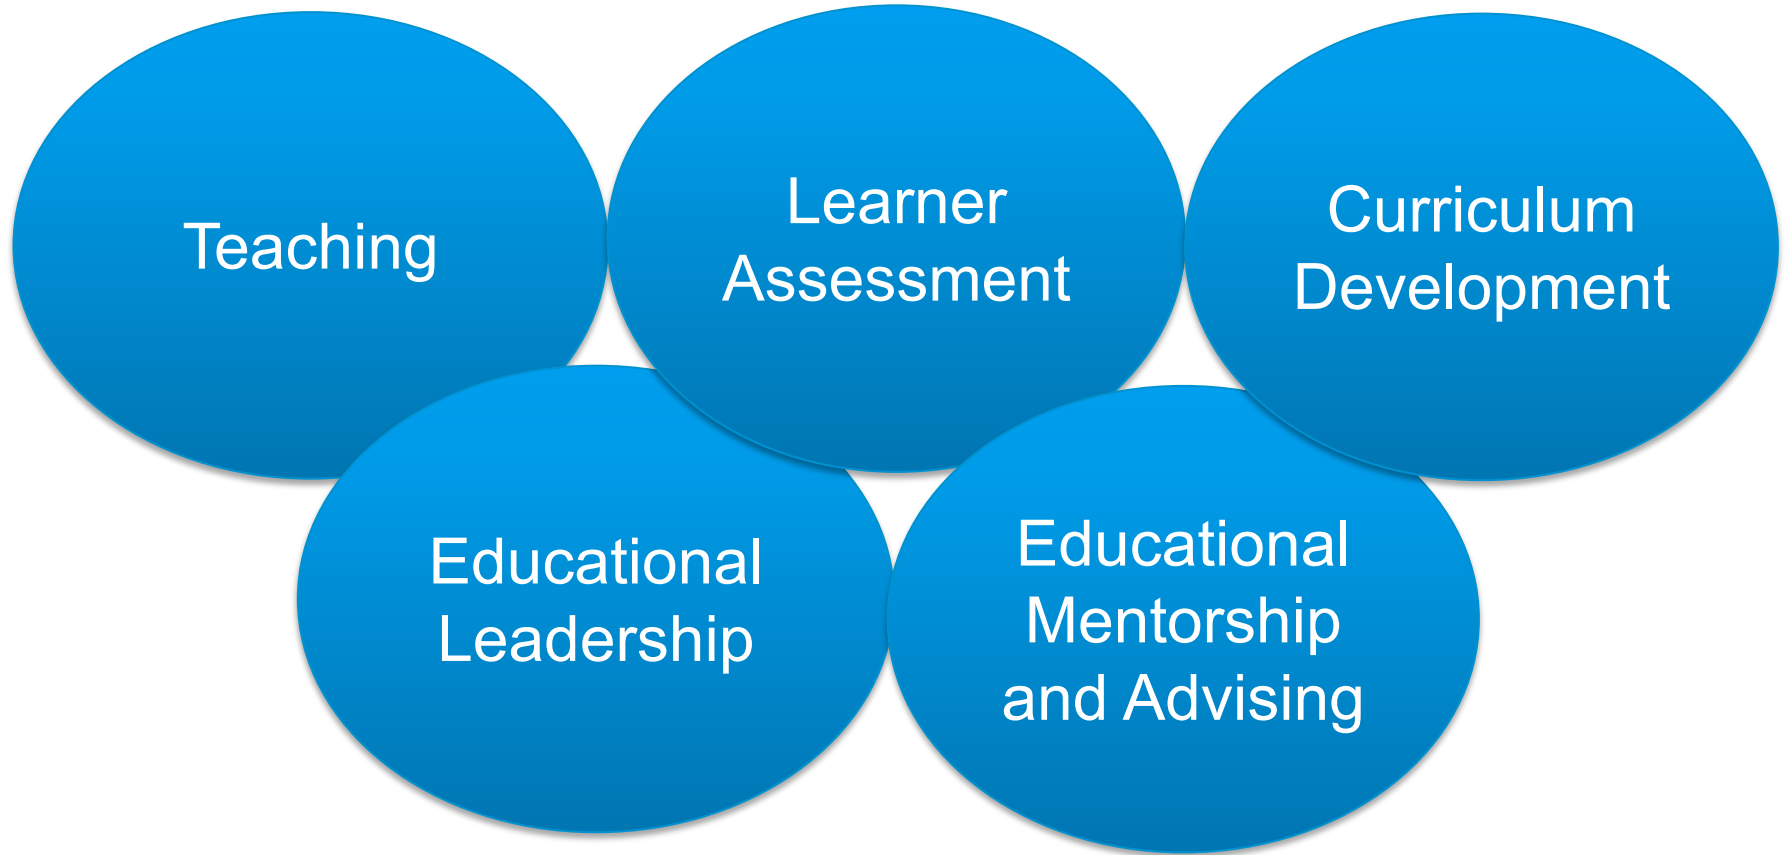 Teaching
Learner
Assessment
Curriculum
Development
Educational
Leadership
Educational
Mentorship
and Advising